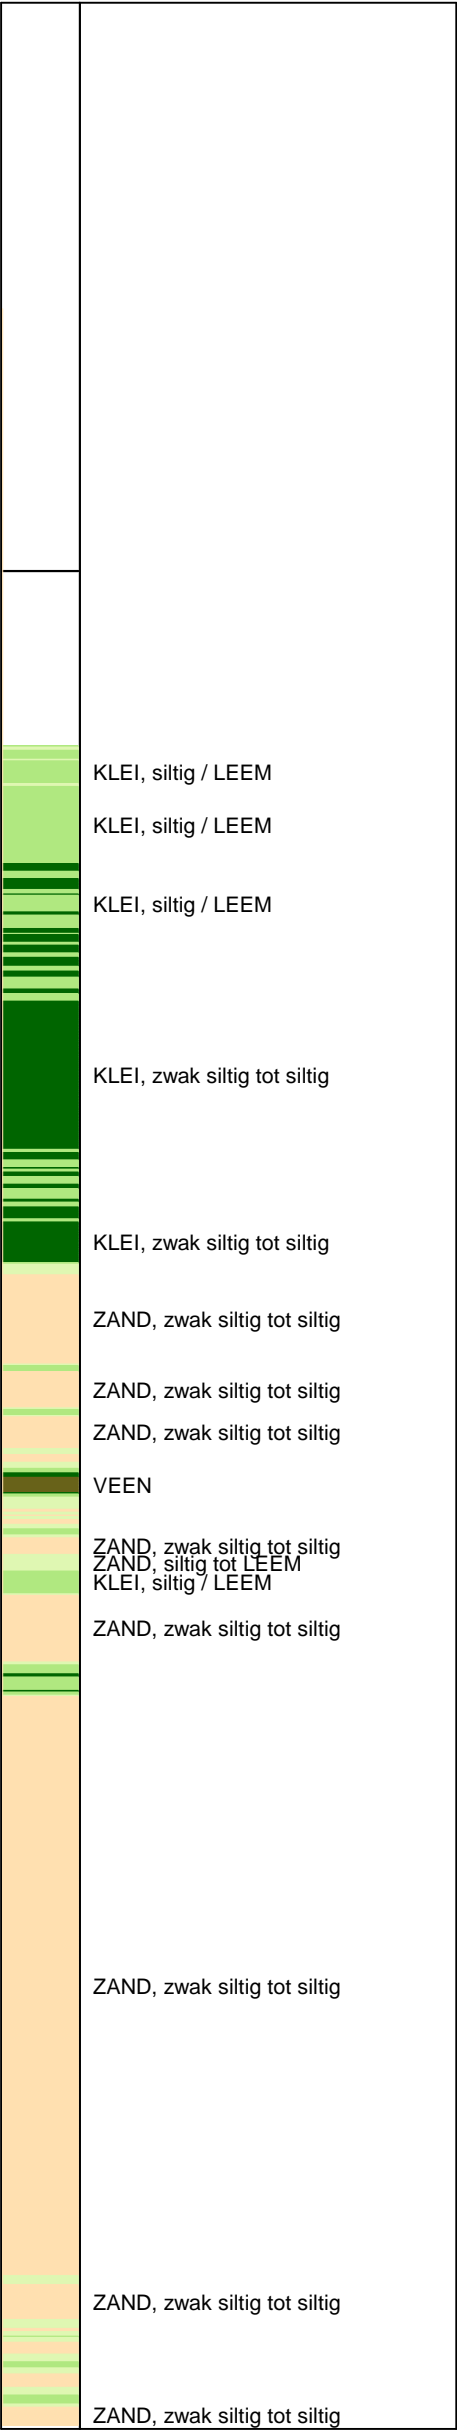 KLEI, siltig / LEEM
KLEI, siltig / LEEM
KLEI, siltig / LEEM
KLEI, zwak siltig tot siltig
KLEI, zwak siltig tot siltig
ZAND, zwak siltig tot siltig
ZAND, zwak siltig tot siltig
ZAND, zwak siltig tot siltig
VEEN
ZAND, zwak siltig tot siltig
ZAND, siltig tot LEEM
KLEI, siltig / LEEM
ZAND, zwak siltig tot siltig
ZAND, zwak siltig tot siltig
ZAND, zwak siltig tot siltig
ZAND, zwak siltig tot siltig